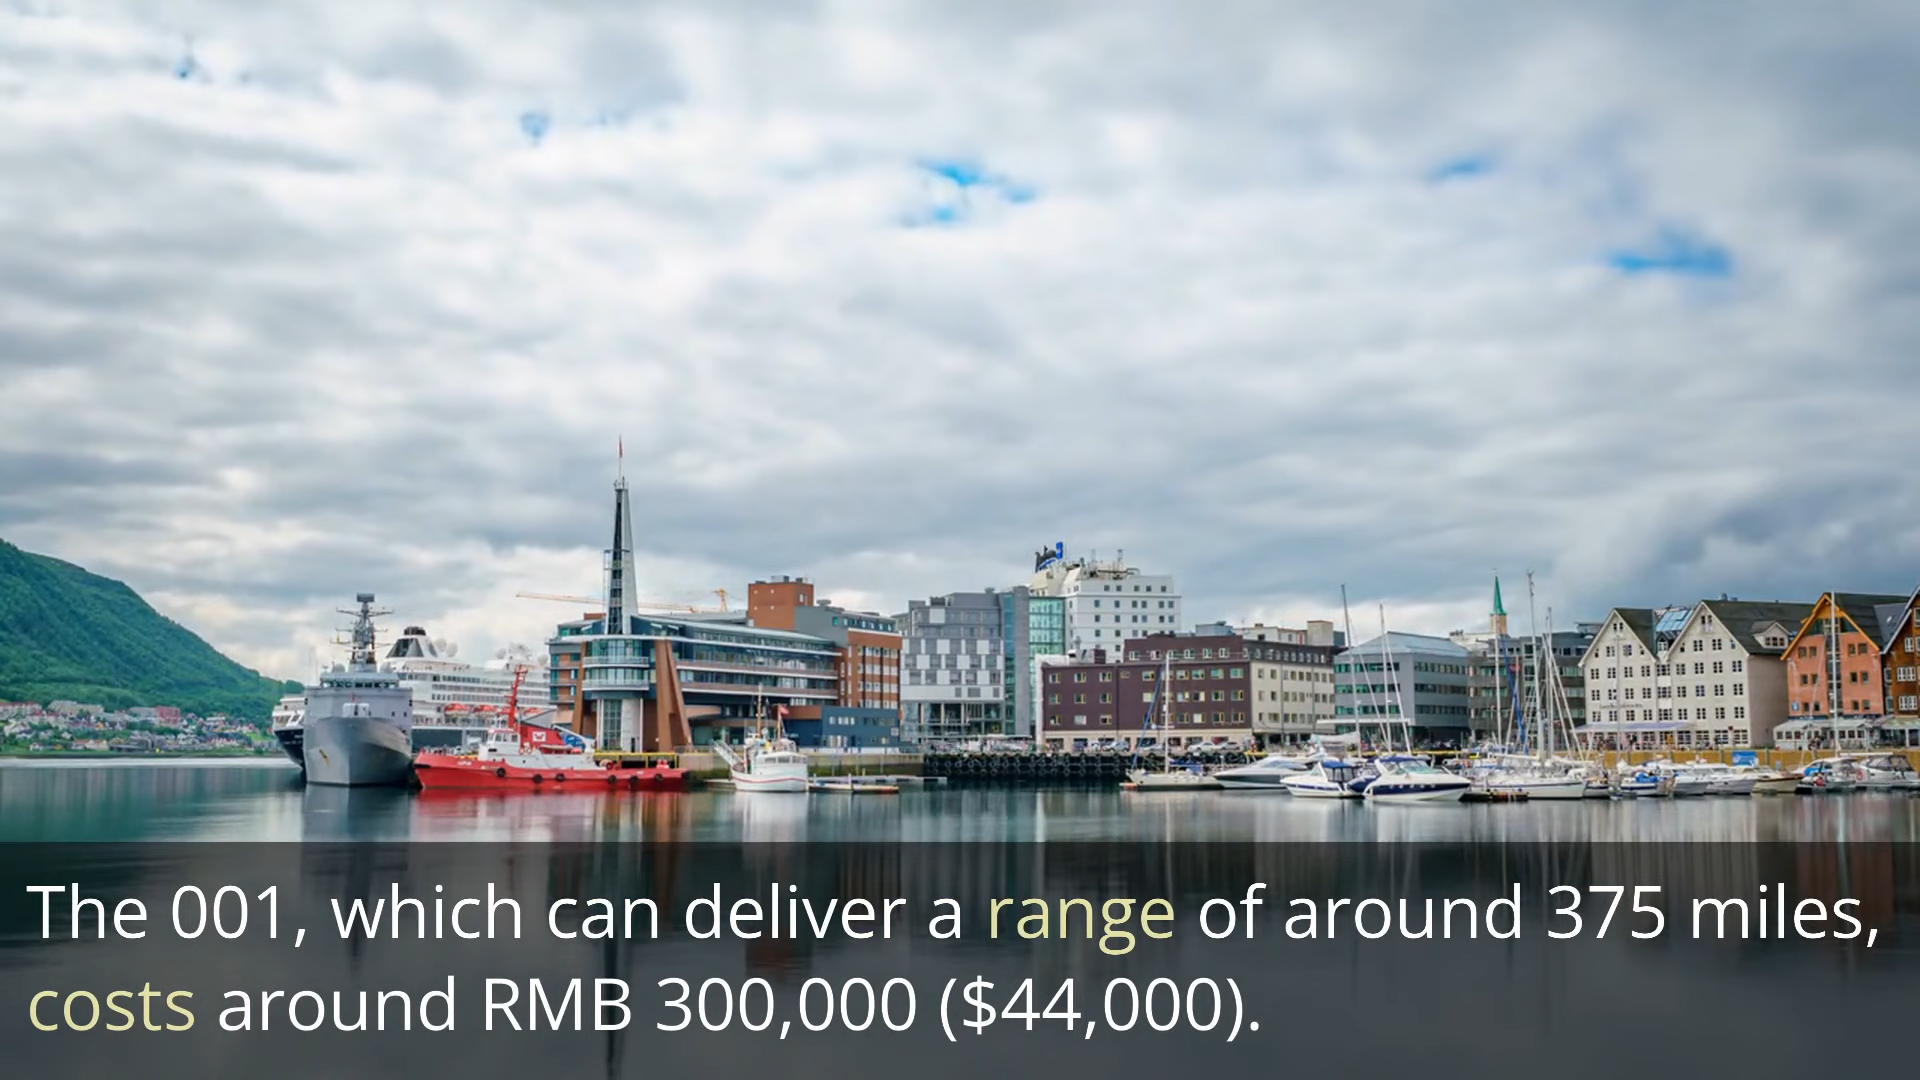 The 001, which can deliver a range of around 375 miles,
costs around RMB 300,000 ($44,000).